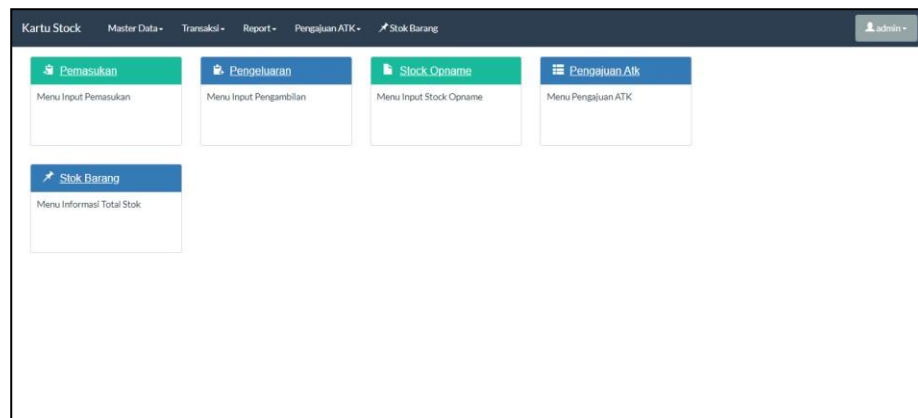 Kartu Stock Master Data Transaksi Report Pengajuan ATK Stok Barang admin
Pemasukan
Menu Input Pemasukan
Pengeluaran
Menu Input Pengambilan
Stock Opname
Menu Input Stock Opname
Pengajuan Atk
Menu Pengajuan ATK
Stok Barang
Menu Informasi Total Stok